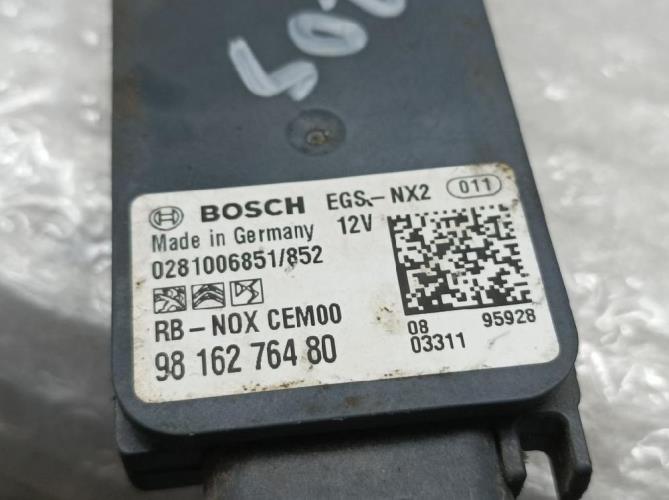 BOSCH EGS-NX2 011
Made in Germany 12V
0281006851/852
RB-NOX CEM00
98 162 764 80
08 95928
03311